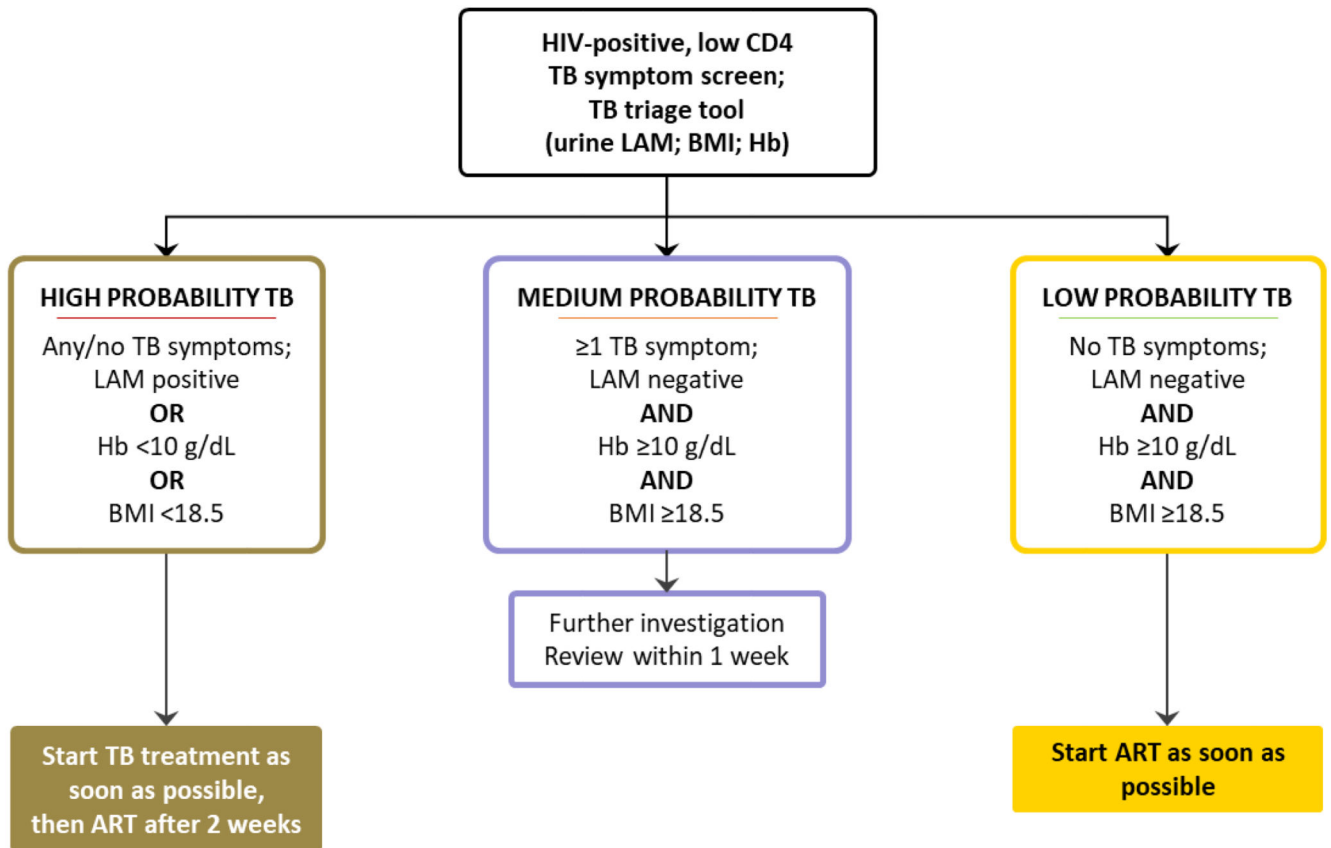 HIV-positive, low CD4
TB symptom screen;
TB triage tool
(urine LAM; BMI; Hb)
HIGH PROBABILITY TB
Any/no TB symptoms;
LAM positive
OR
Hb <10 g/dL
OR
BMI <18.5
MEDIUM PROBABILITY TB
≥1 TB symptom;
LAM negative
AND
Hb ≥10 g/dL
AND
BMI ≥18.5
LOW PROBABILITY TB
No TB symptoms;
LAM negative
AND
Hb ≥10 g/dL
AND
BMI ≥18.5
Further investigation
Review within 1 week
Start TB treatment as
soon as possible,
then ART after 2 weeks
Start ART as soon as
possible